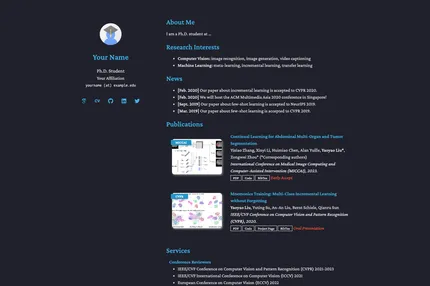 Your Name
Ph.D. Student
Your Affiliation
yourname [at] example.edu
About Me
I am a Ph.D. student at ...
Research Interests
Computer Vision: image recognition, image generation, video captioning
Machine Learning: meta-learning, incremental learning, transfer learning
News
[Feb. 2020] Our paper about incremental learning is accepted to CVPR 2020.
[Feb. 2020] We will host the ACM Multimedia Asia 2020 conference in Singapore!
[Sept. 2019] Our paper about few-shot learning is accepted to NeurIPS 2019.
[Mar. 2019] Our paper about few-shot learning is accepted to CVPR 2019.
Publications
MICCAI
Continual Learning for Abdominal Multi-Organ and Tumor
Segmentation
Yixiao Zhang, Xinyi Li, Huimiao Chen, Alan Yuille, Yaoyao Liu*,
Zongwei Zhou* (*Corresponding authors)
International Conference on Medical Image Computing and
Computer-Assisted Intervention (MICCAI), 2023.
PDF Code BibTex Early Accept
CVPR
Mnemonics Training: Multi-Class Incremental Learning
without Forgetting
Yaoyao Liu, Yuting Su, An-An Liu, Bernt Schiele, Qianru Sun
IEEE/CVF Conference on Computer Vision and Pattern Recognition
(CVPR), 2020.
PDF Code Project Page BibTex Oral Presentation
Services
Conference Reviewers
IEEE/CVF Conference on Computer Vision and Pattern Recognition (CVPR) 2021-2023
IEEE/CVF International Conference on Computer Vision (ICCV) 2021
European Conference on Computer Vision (ECCV) 2022